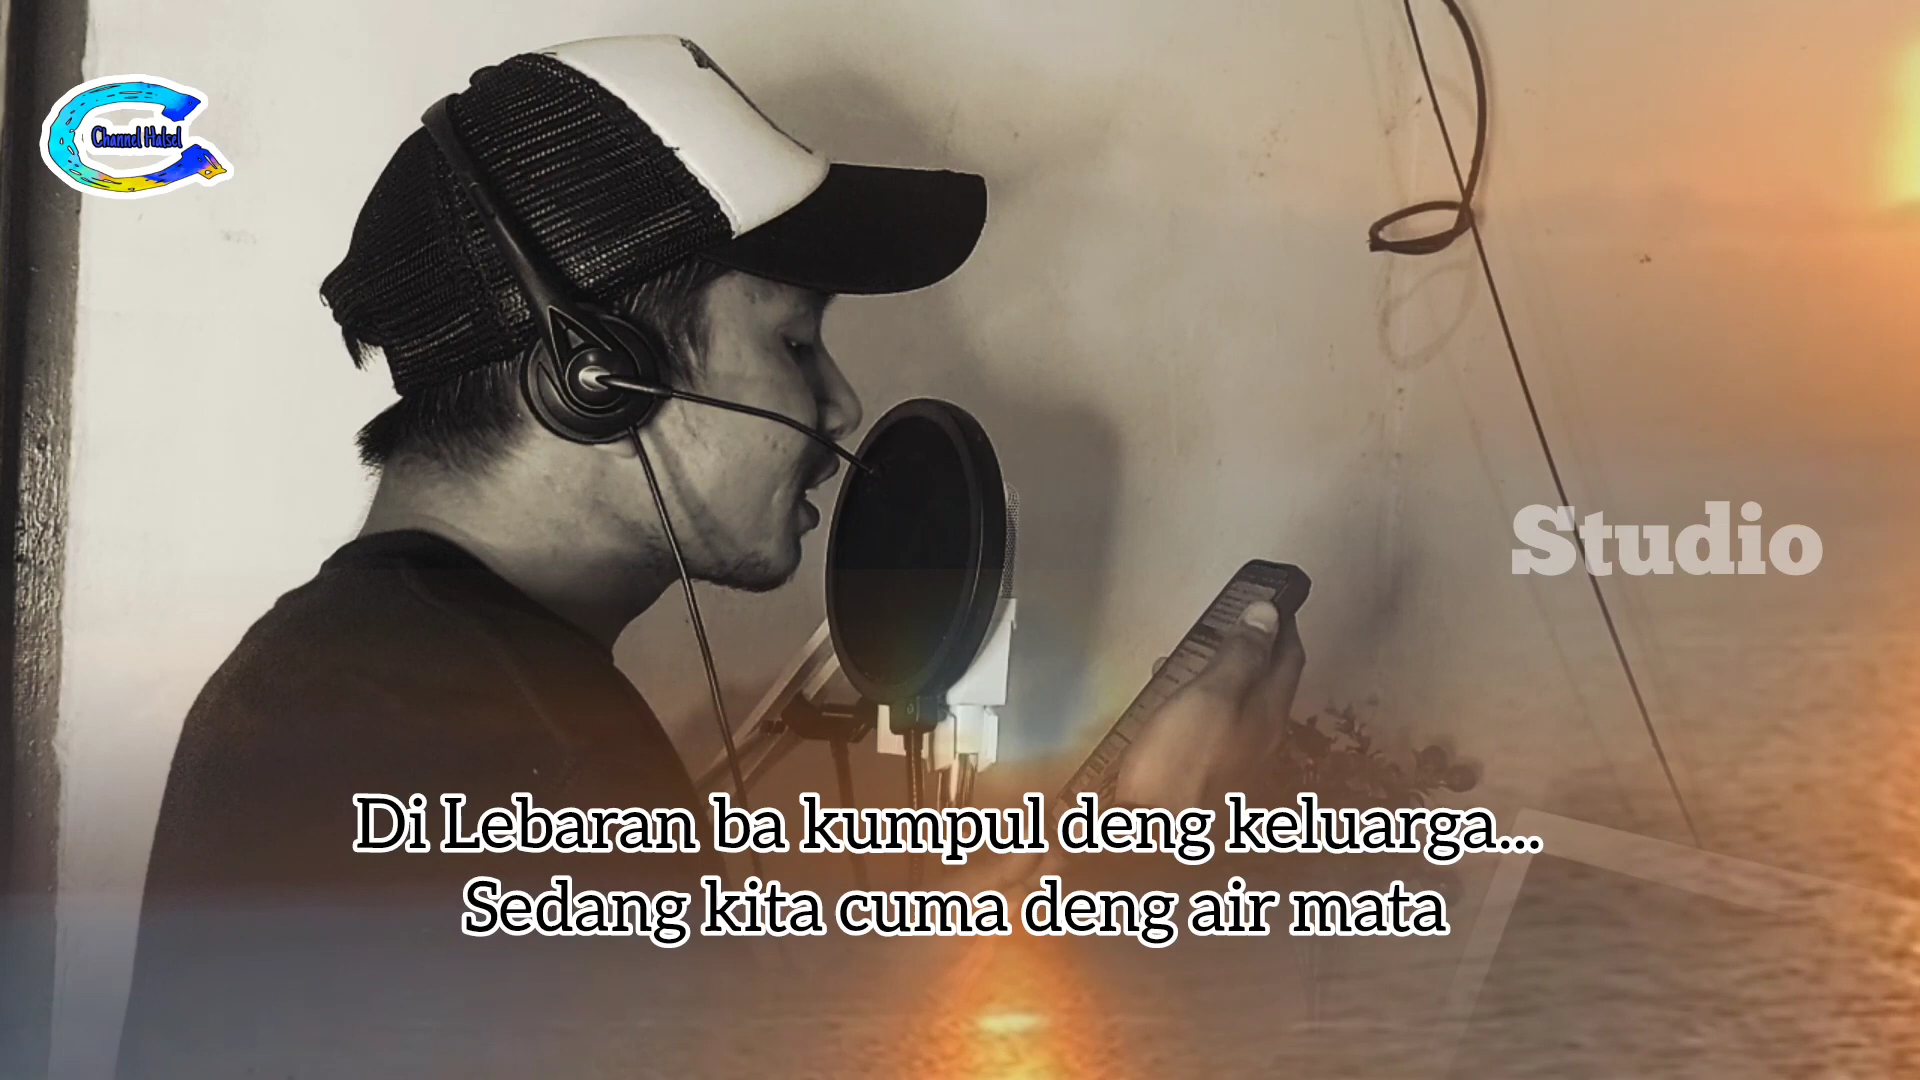 Channel Halsel
Studio
Di Lebaran ba kumpul deng keluarga...
Sedang kita cuma deng air mata